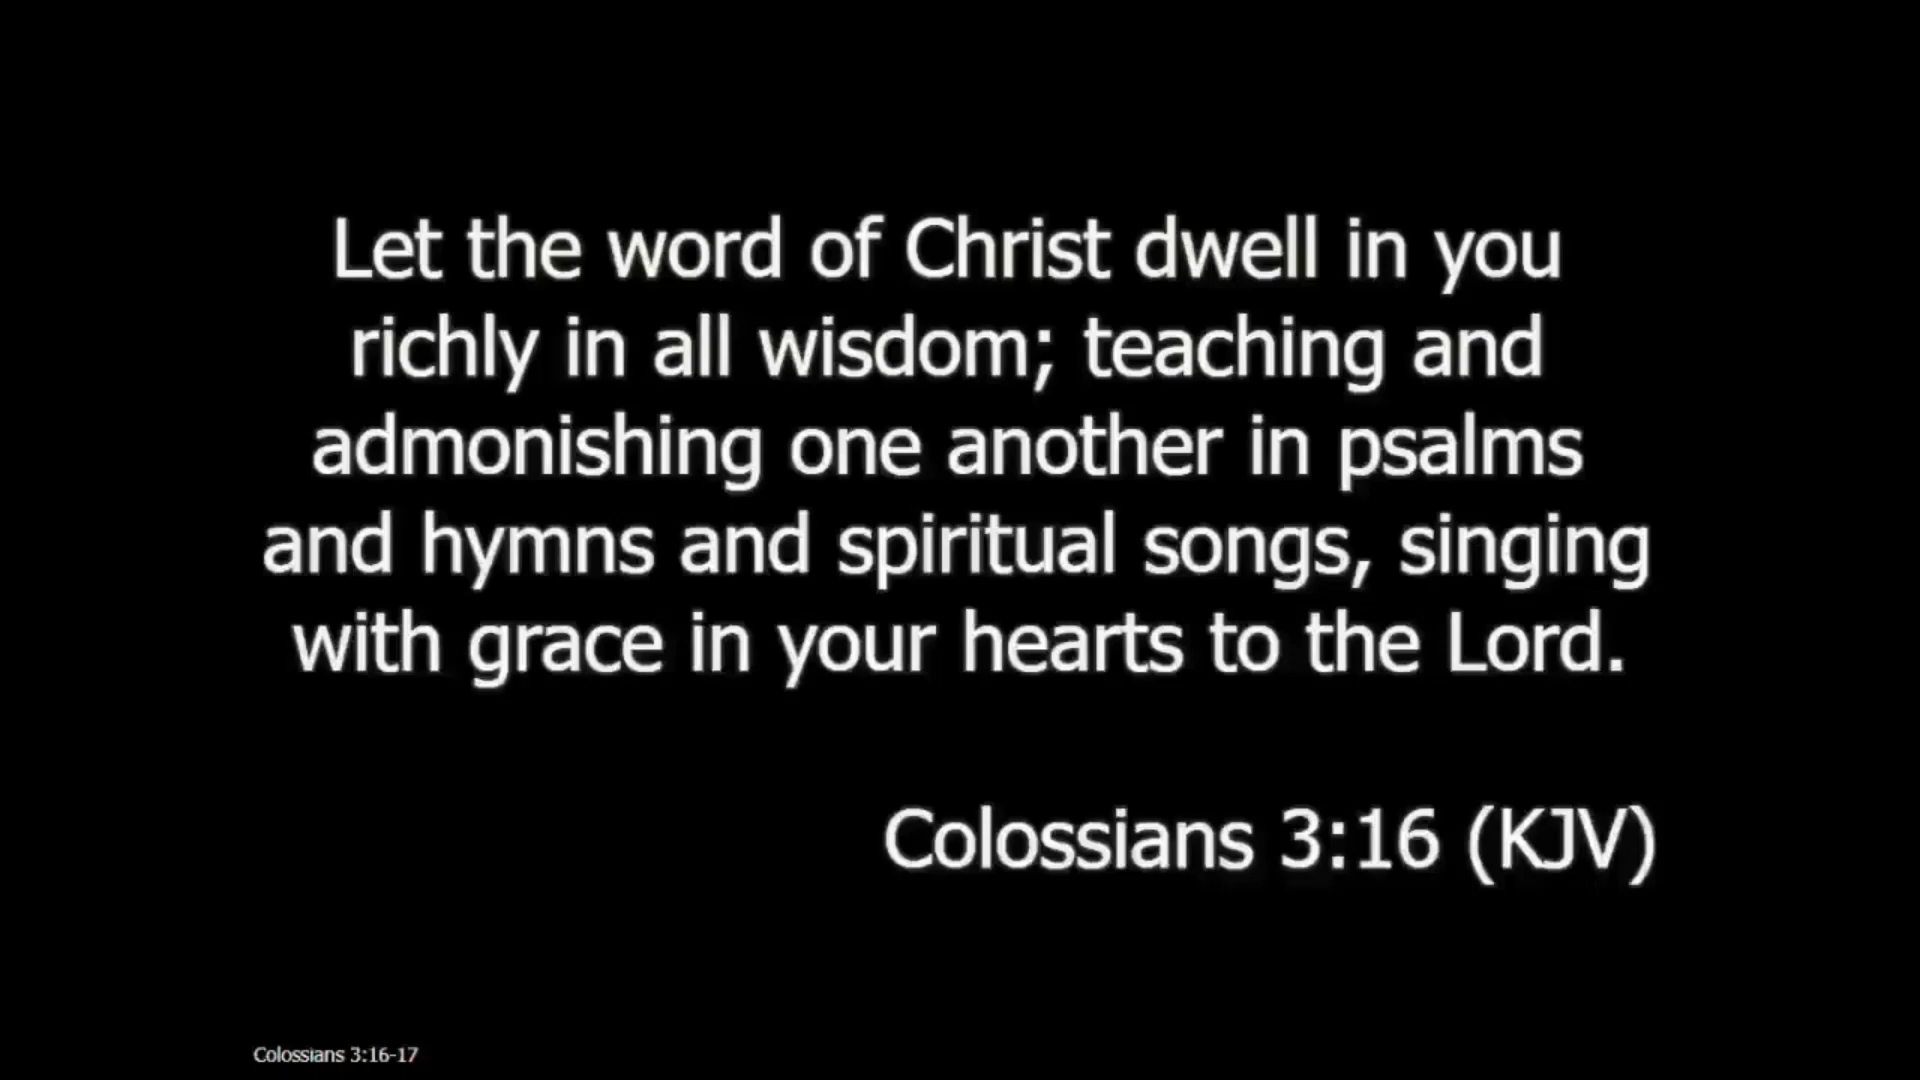 Let the word of Christ dwell in you
richly in all wisdom; teaching and
admonishing one another in psalms
and hymns and spiritual songs, singing
with grace in your hearts to the Lord.
Colossians 3:16 (KJV)
Colossians 3:16-17